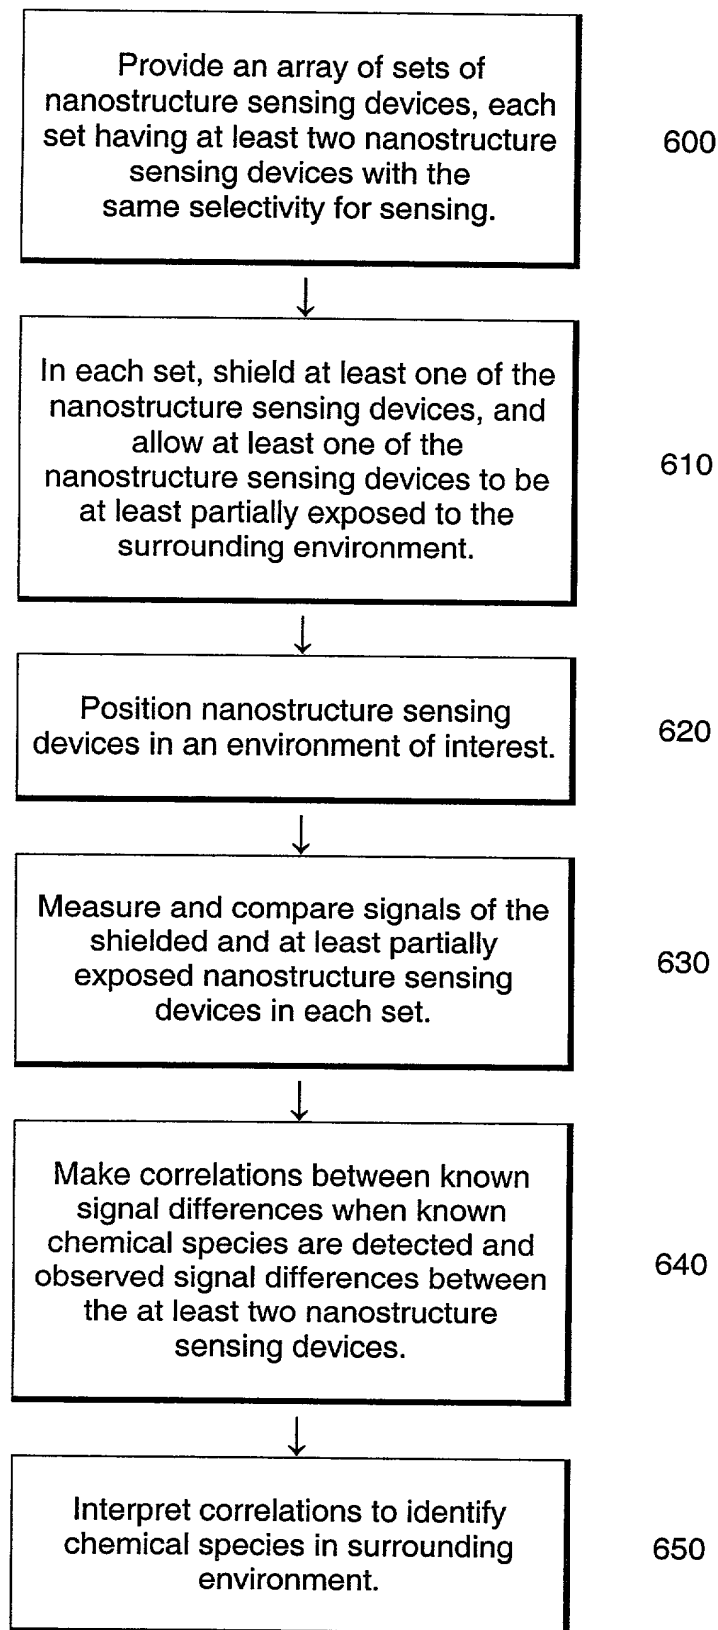 Provide an array of sets of
nanostructure sensing devices, each
set having at least two nanostructure
sensing devices with the
same selectivity for sensing.
600
↓
In each set, shield at least one of the
nanostructure sensing devices, and
allow at least one of the
nanostructure sensing devices to be
at least partially exposed to the
surrounding environment.
610
↓
Position nanostructure sensing
devices in an environment of interest.
620
↓
Measure and compare signals of the
shielded and at least partially
exposed nanostructure sensing
devices in each set.
630
↓
Make correlations between known
signal differences when known
chemical species are detected and
observed signal differences between
the at least two nanostructure
sensing devices.
640
↓
Interpret correlations to identify
chemical species in surrounding
environment.
650